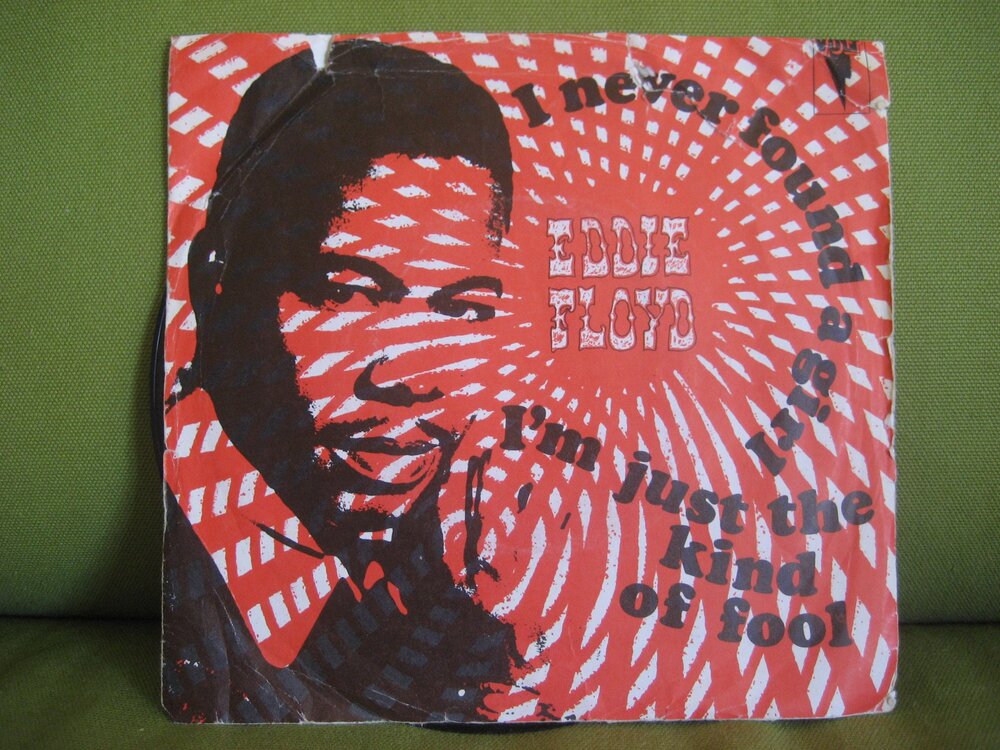 I never found a girl
EDDIE
FLOYD
I'm just the
kind
of fool